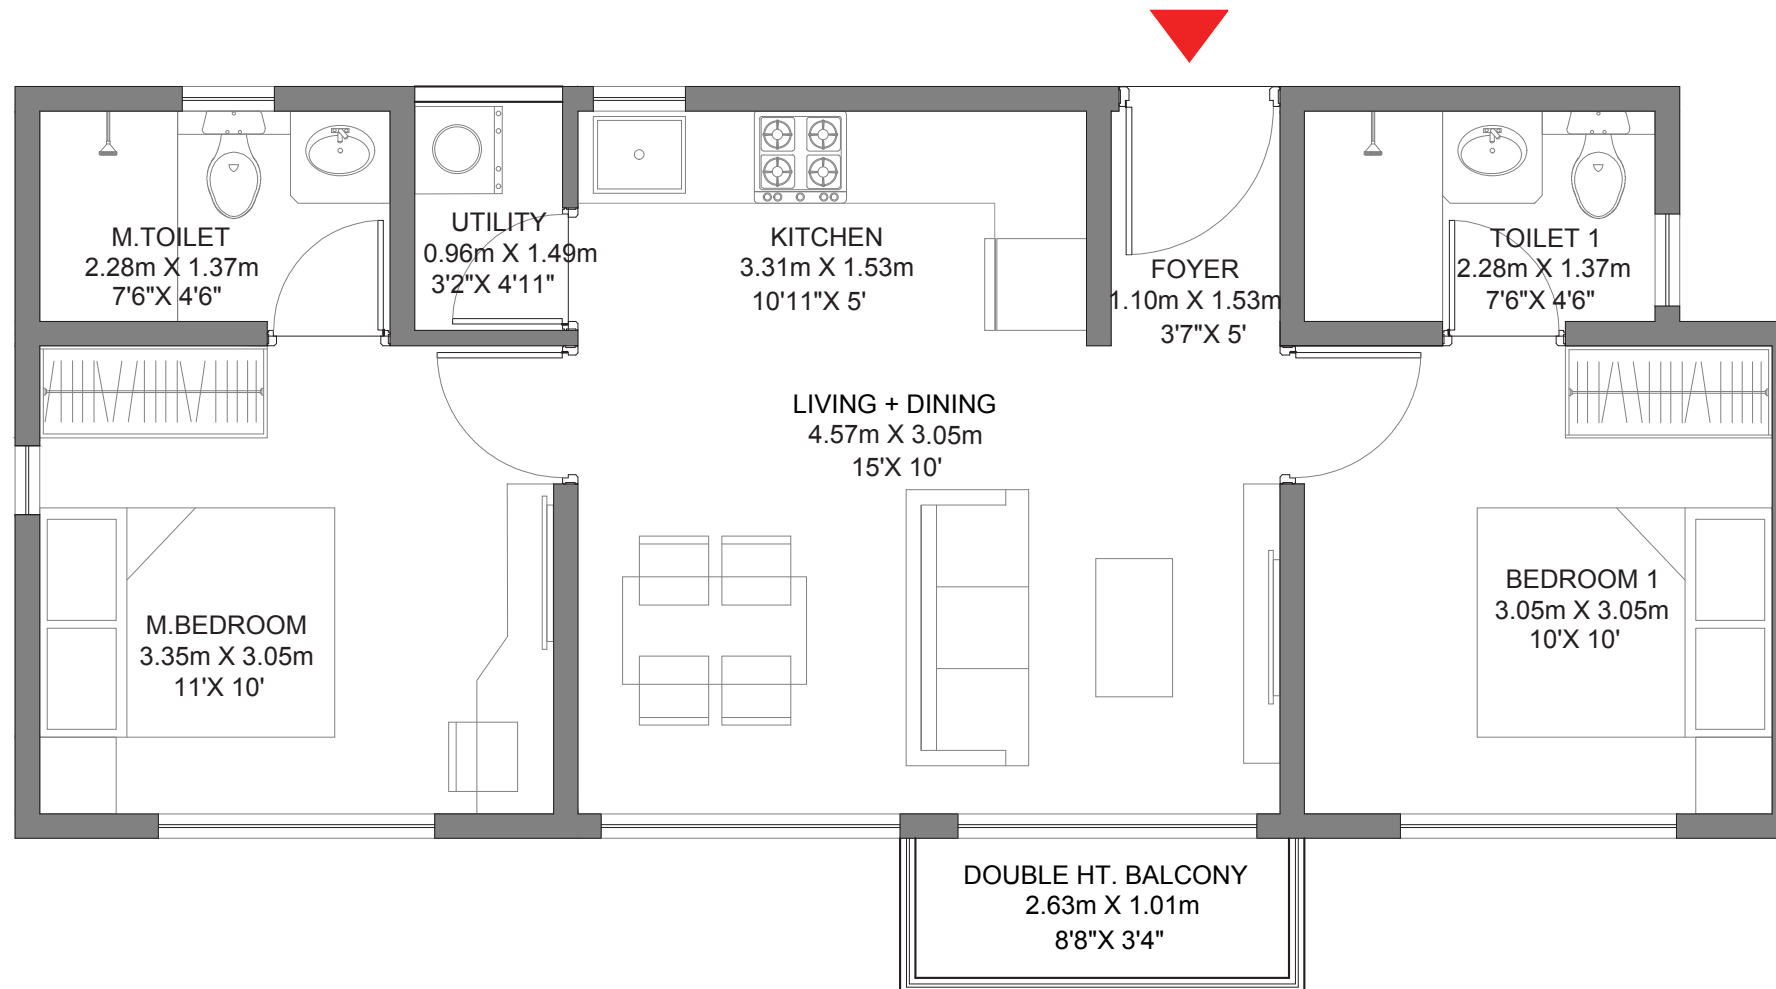 M.TOILET
2.28m X 1.37m
7'6"X 4'6"
UTILITY
0.96m X 1.49m
3'2"X 4'11"
KITCHEN
3.31m X 1.53m
10'11"X 5'
FOYER
1.10m X 1.53m
3'7"X 5'
TOILET 1
2.28m X 1.37m
7'6"X 4'6"
LIVING + DINING
4.57m X 3.05m
15'X 10'
M.BEDROOM
3.35m X 3.05m
11'X 10'
BEDROOM 1
3.05m X 3.05m
10'X 10'
DOUBLE HT. BALCONY
2.63m X 1.01m
8'8"X 3'4"